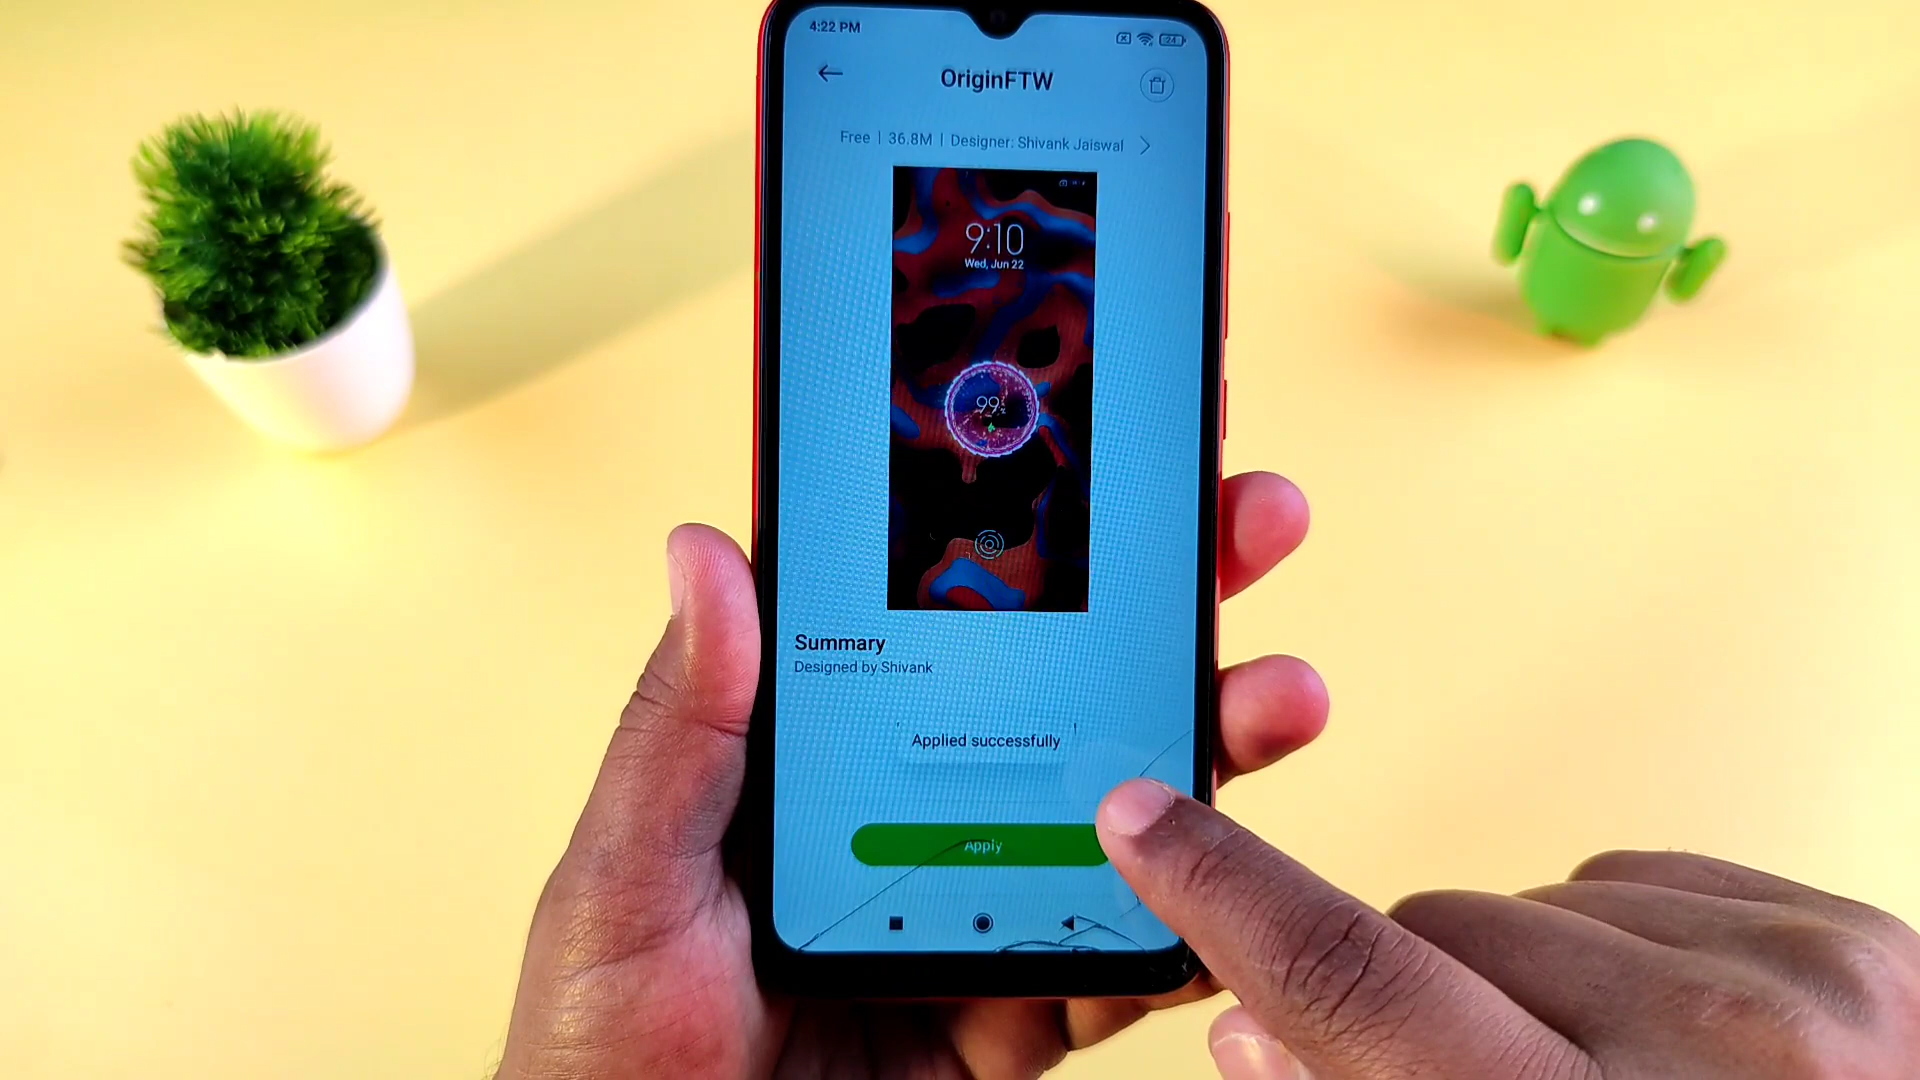 4:22 PM
24
OriginFTW
Free | 36.8M | Designer: Shivank Jaiswal
9:10
Wed, Jun 22
99
Summary
Designed by Shivank
Applied successfully
Apply